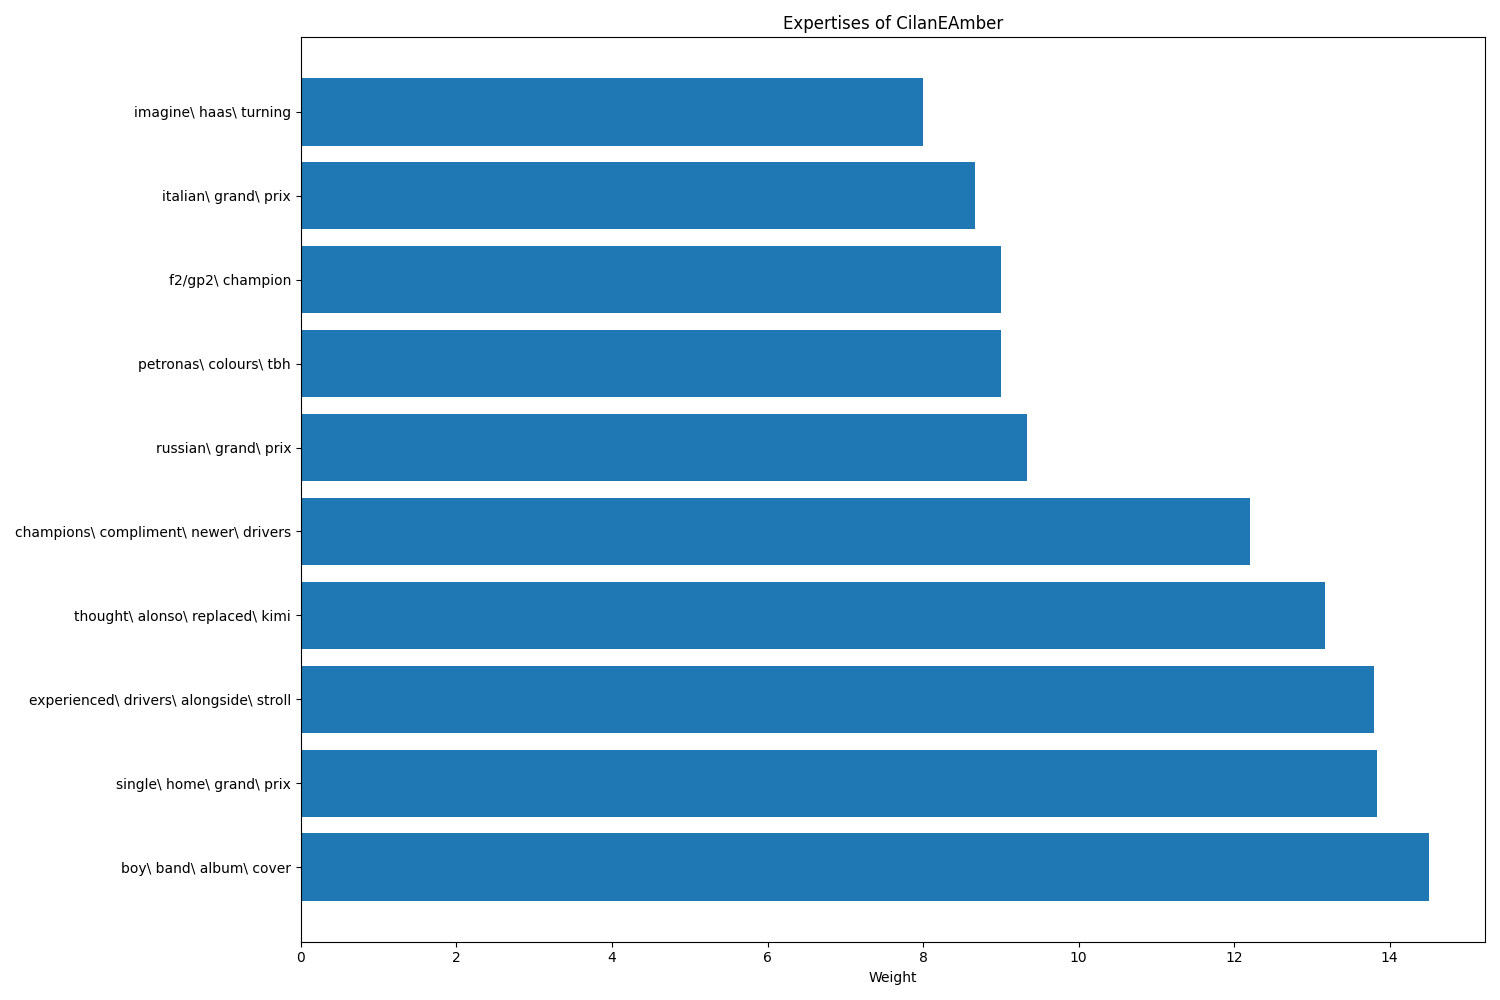 Expertises of CilanEAmber
imagine\ haas\ turning
italian\ grand\ prix
f2/gp2\ champion
petronas\ colours\ tbh
russian\ grand\ prix
champions\ compliment\ newer\ drivers
thought\ alonso\ replaced\ kimi
experienced\ drivers\ alongside\ stroll
single\ home\ grand\ prix
boy\ band\ album\ cover
0 2 4 6 8 10 12 14
Weight